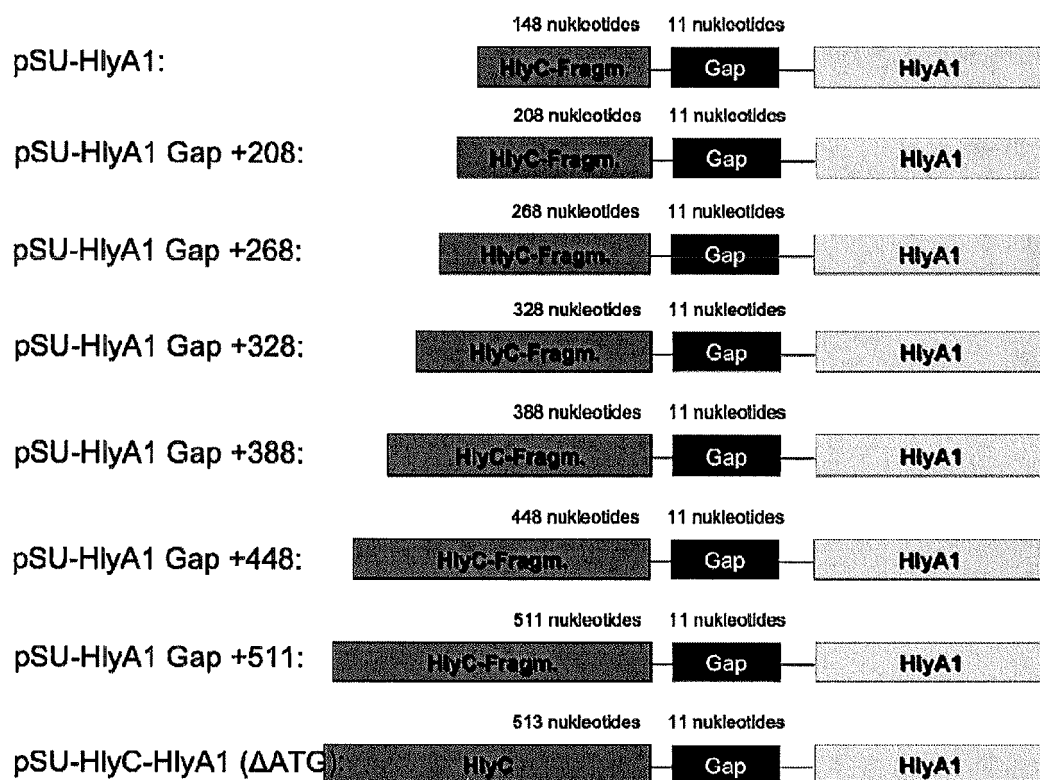 148 nukleotides 11 nukleotides
pSU-HlyA1: HlyC-Fragm. Gap HlyA1
208 nukleotides 11 nukleotides
pSU-HlyA1 Gap +208: HlyC-Fragm. Gap HlyA1
268 nukleotides 11 nukleotides
pSU-HlyA1 Gap +268: HlyC-Fragm. Gap HlyA1
328 nukleotides 11 nukleotides
pSU-HlyA1 Gap +328: HlyC-Fragm. Gap HlyA1
388 nukleotides 11 nukleotides
pSU-HlyA1 Gap +388: HlyC-Fragm. Gap HlyA1
448 nukleotides 11 nukleotides
pSU-HlyA1 Gap +448: HlyC-Fragm. Gap HlyA1
511 nukleotides 11 nukleotides
pSU-HlyA1 Gap +511: HlyC-Fragm. Gap HlyA1
513 nukleotides 11 nukleotides
pSU-HlyC-HlyA1 (ΔATG): HlyC Gap HlyA1